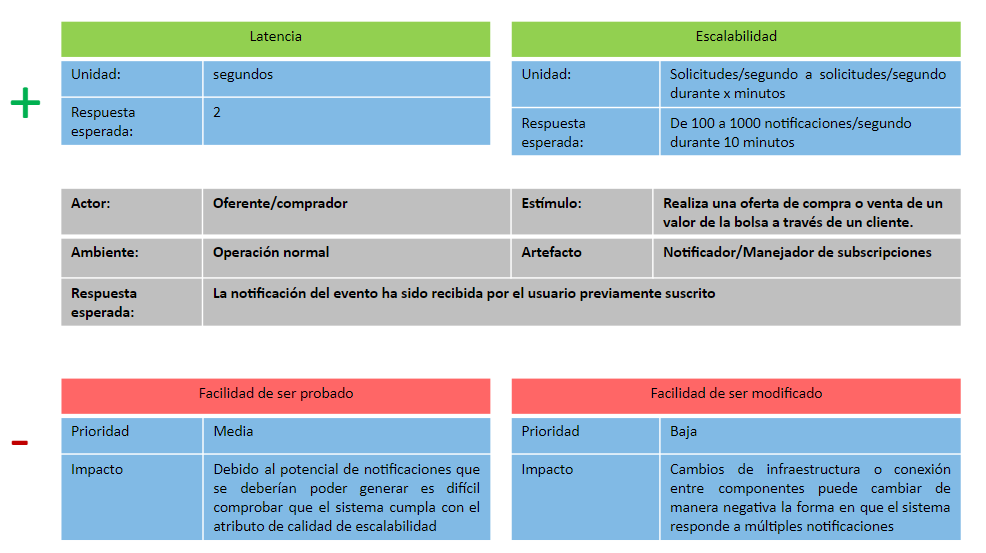 Latencia
Unidad: segundos
Respuesta esperada: 2
Escalabilidad
Unidad: Solicitudes/segundo a solicitudes/segundo
durante x minutos
Respuesta esperada: De 100 a 1000 notificaciones/segundo
durante 10 minutos
+
Actor: Oferente/comprador
Estímulo: Realiza una oferta de compra o venta de un
valor de la bolsa a través de un cliente.
Ambiente: Operación normal
Artefacto Notificador/Manejador de subscripciones
Respuesta esperada: La notificación del evento ha sido recibida por el usuario previamente suscrito
-
Facilidad de ser probado
Prioridad Media
Impacto Debido al potencial de notificaciones que
se deberían poder generar es difícil
comprobar que el sistema cumpla con el
atributo de calidad de escalabilidad
Facilidad de ser modificado
Prioridad Baja
Impacto Cambios de infraestructura o conexión
entre componentes puede cambiar de
manera negativa la forma en que el sistema
responde a múltiples notificaciones